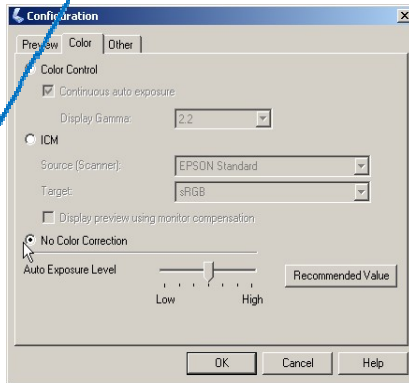 Configuration
Preview Color Other
Color Control
Continuous auto exposure
Display Gamma: 2.2
ICM
Source (Scanner): EPSON Standard
Target: sRGB
Display preview using monitor compensation
No Color Correction
Auto Exposure Level
Recommended Value
Low High
OK Cancel Help